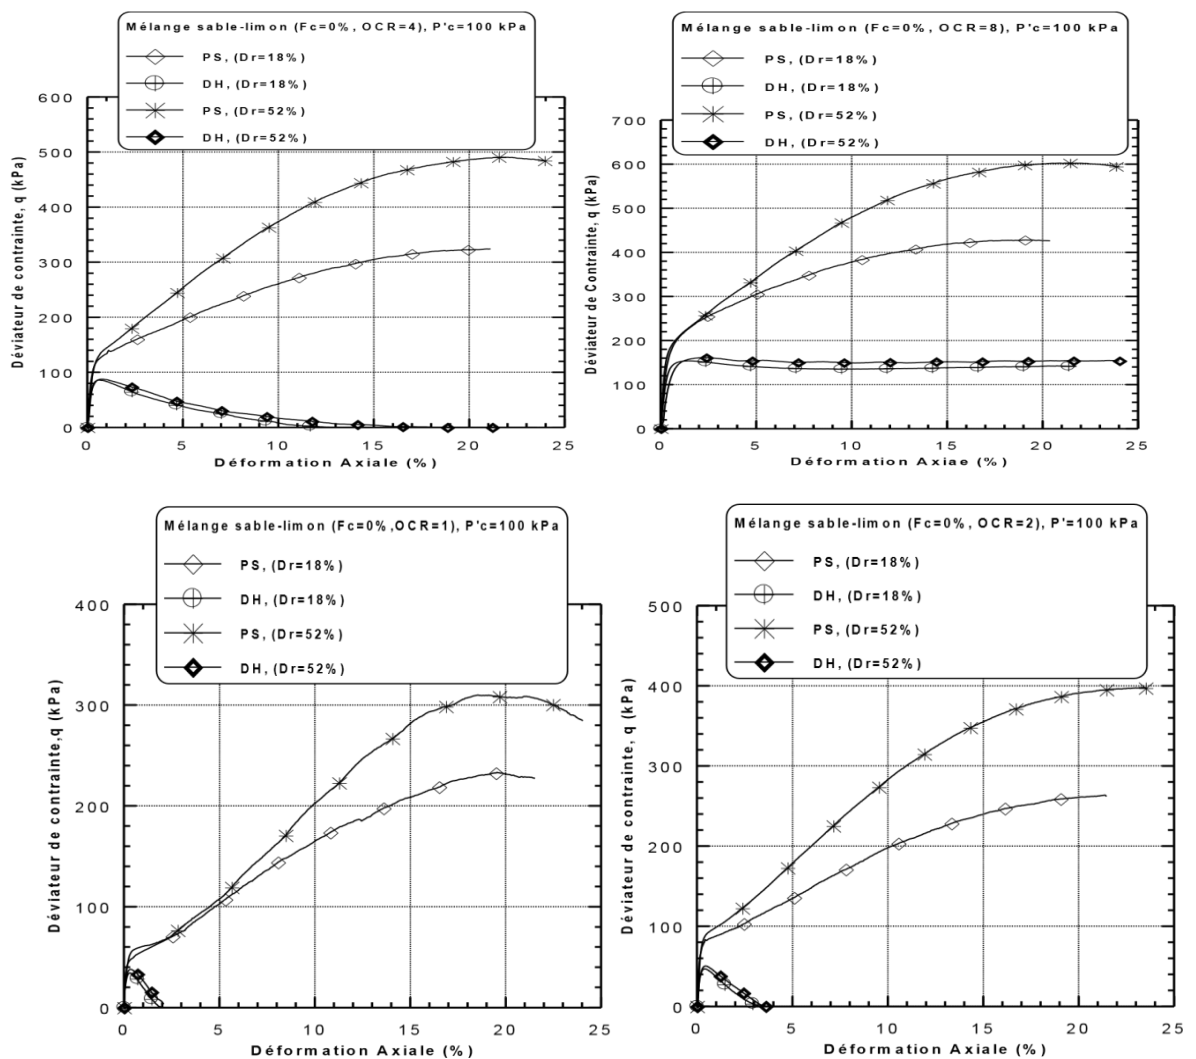 Mélange sable-limon (Fc=0%, OCR=4), P'c=100 kPa
PS, (Dr=18%)
DH, (Dr=18%)
PS, (Dr=52%)
DH, (Dr=52%)
600
500
400
300
200
100
0
Déviateur de contrainte, q (kPa)
0 5 10 15 20 25
Déformation Axiale (%)
Mélange sable-limon (Fc=0%, OCR=8), P'c=100 kPa
PS, (Dr=18%)
DH, (Dr=18%)
PS, (Dr=52%)
DH, (Dr=52%)
700
600
500
400
300
200
100
0
Déviateur de Contrainte, q (kPa)
0 5 10 15 20 25
Déformation Axiae (%)
Mélange sable-limon (Fc=0%,OCR=1), P'c=100 kPa
PS, (Dr=18%)
DH, (Dr=18%)
PS, (Dr=52%)
DH, (Dr=52%)
400
300
200
100
0
Déviateur de contrainte,q (kPa)
0 5 10 15 20 25
Déformation Axiale (%)
Mélange sable-limon (Fc=0%, OCR=2), P'=100 kPa
PS, (Dr=18%)
DH, (Dr=18%)
PS, (Dr=52%)
DH, (Dr=52%)
500
400
300
200
100
0
Déviateur de contrainte, q (kPa)
0 5 10 15 20 25
Déformation Axiale (%)